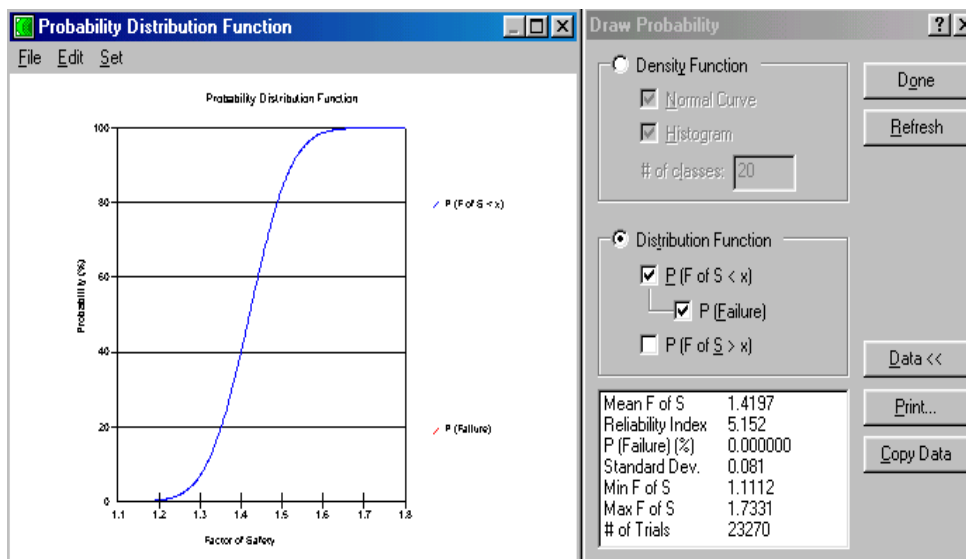 Probability Distribution Function
File Edit Set
Probability Distribution Function
100
80
60
40
20
0
Probability (%)
1.1 1.2 1.3 1.4 1.5 1.6 1.7 1.8
Factor of Safety
P (F of S < x)
P (Failure)
Draw Probability
Density Function
Normal Curve
Histogram
# of classes: 20
Distribution Function
P (F of S < x)
P (Failure)
P (F of S > x)
Done
Refresh
Data <<
Print...
Copy Data
Mean F of S 1.4197
Reliability Index 5.152
P (Failure) (%) 0.000000
Standard Dev. 0.081
Min F of S 1.1112
Max F of S 1.7331
# of Trials 23270